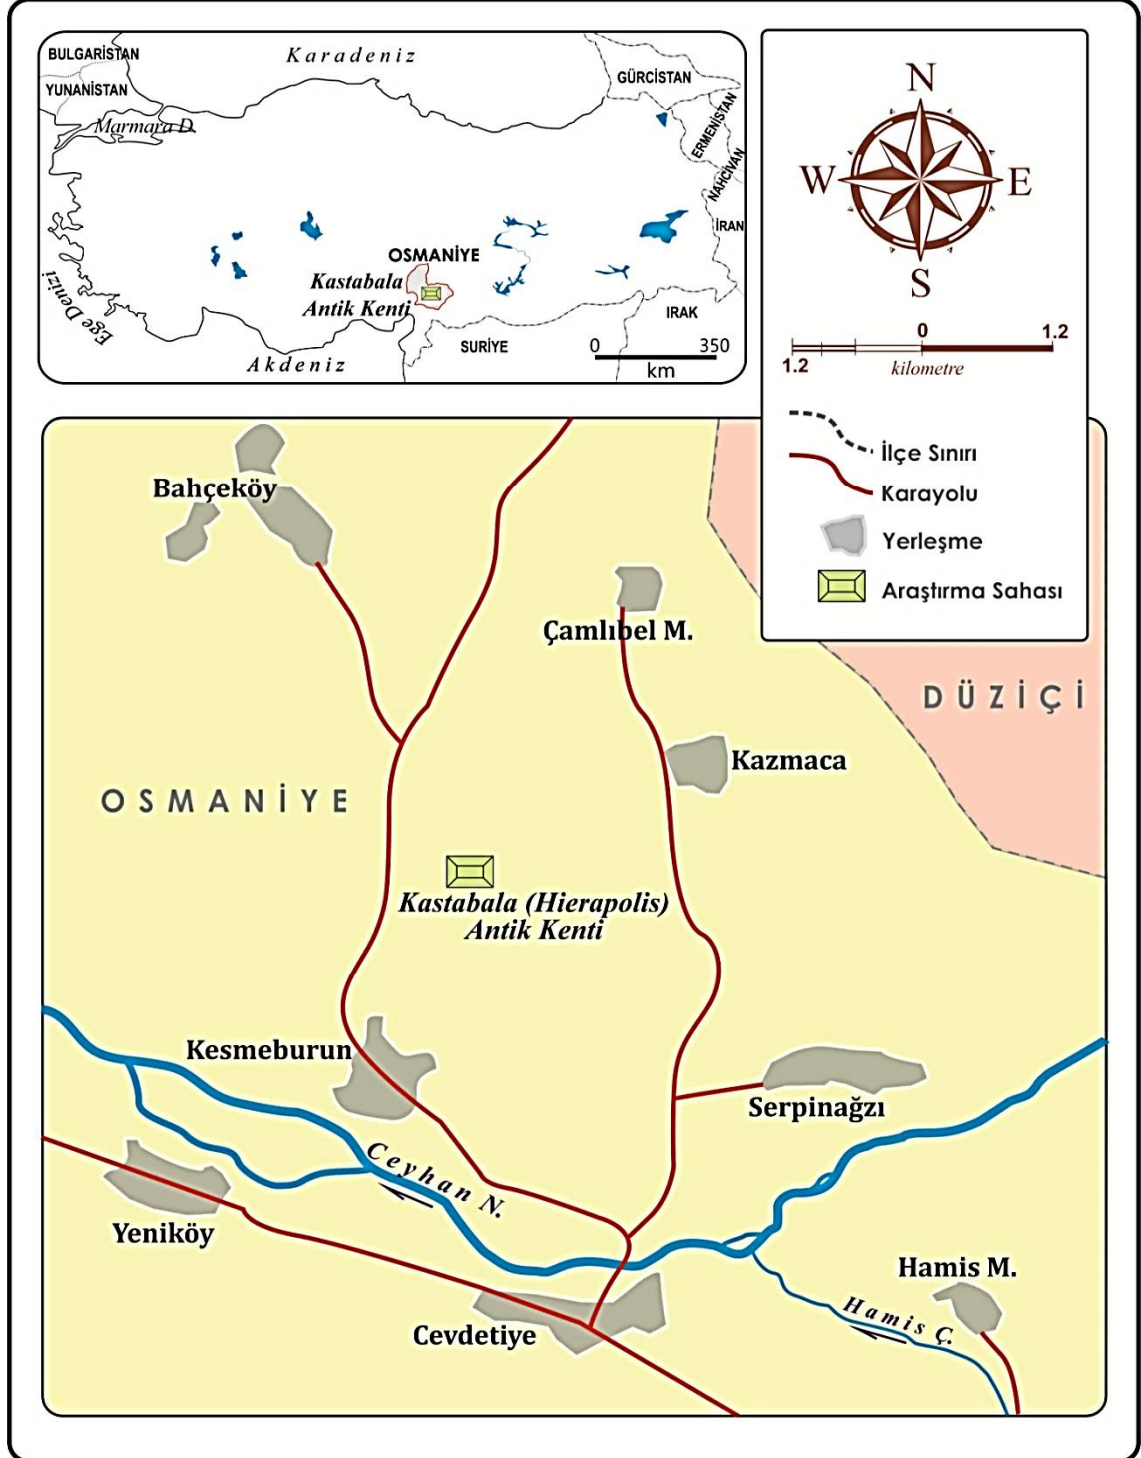 BULGARİSTAN
Karadeniz
GÜRCİSTAN
YUNANİSTAN
ERMENİSTAN
Marmara D.
NAHCİVAN
İRAN
OSMANİYE
Kastabala
Antik Kenti
Ege Denizi
IRAK
SURİYE
Akdeniz
0 350
km
N
W E
S
0 1.2
1.2
kilometre
İlçe Sınırı
Karayolu
Yerleşme
Araştırma Sahası
Bahçeköy
Çamlıbel M.
DÜZİÇİ
Kazmaca
OSMANİYE
Kastabala (Hierapolis)
Antik Kenti
Kesmeburun
Serpinağzı
Ceyhan N.
Yeniköy
Hamis M.
Hamis Ç.
Cevdetiye